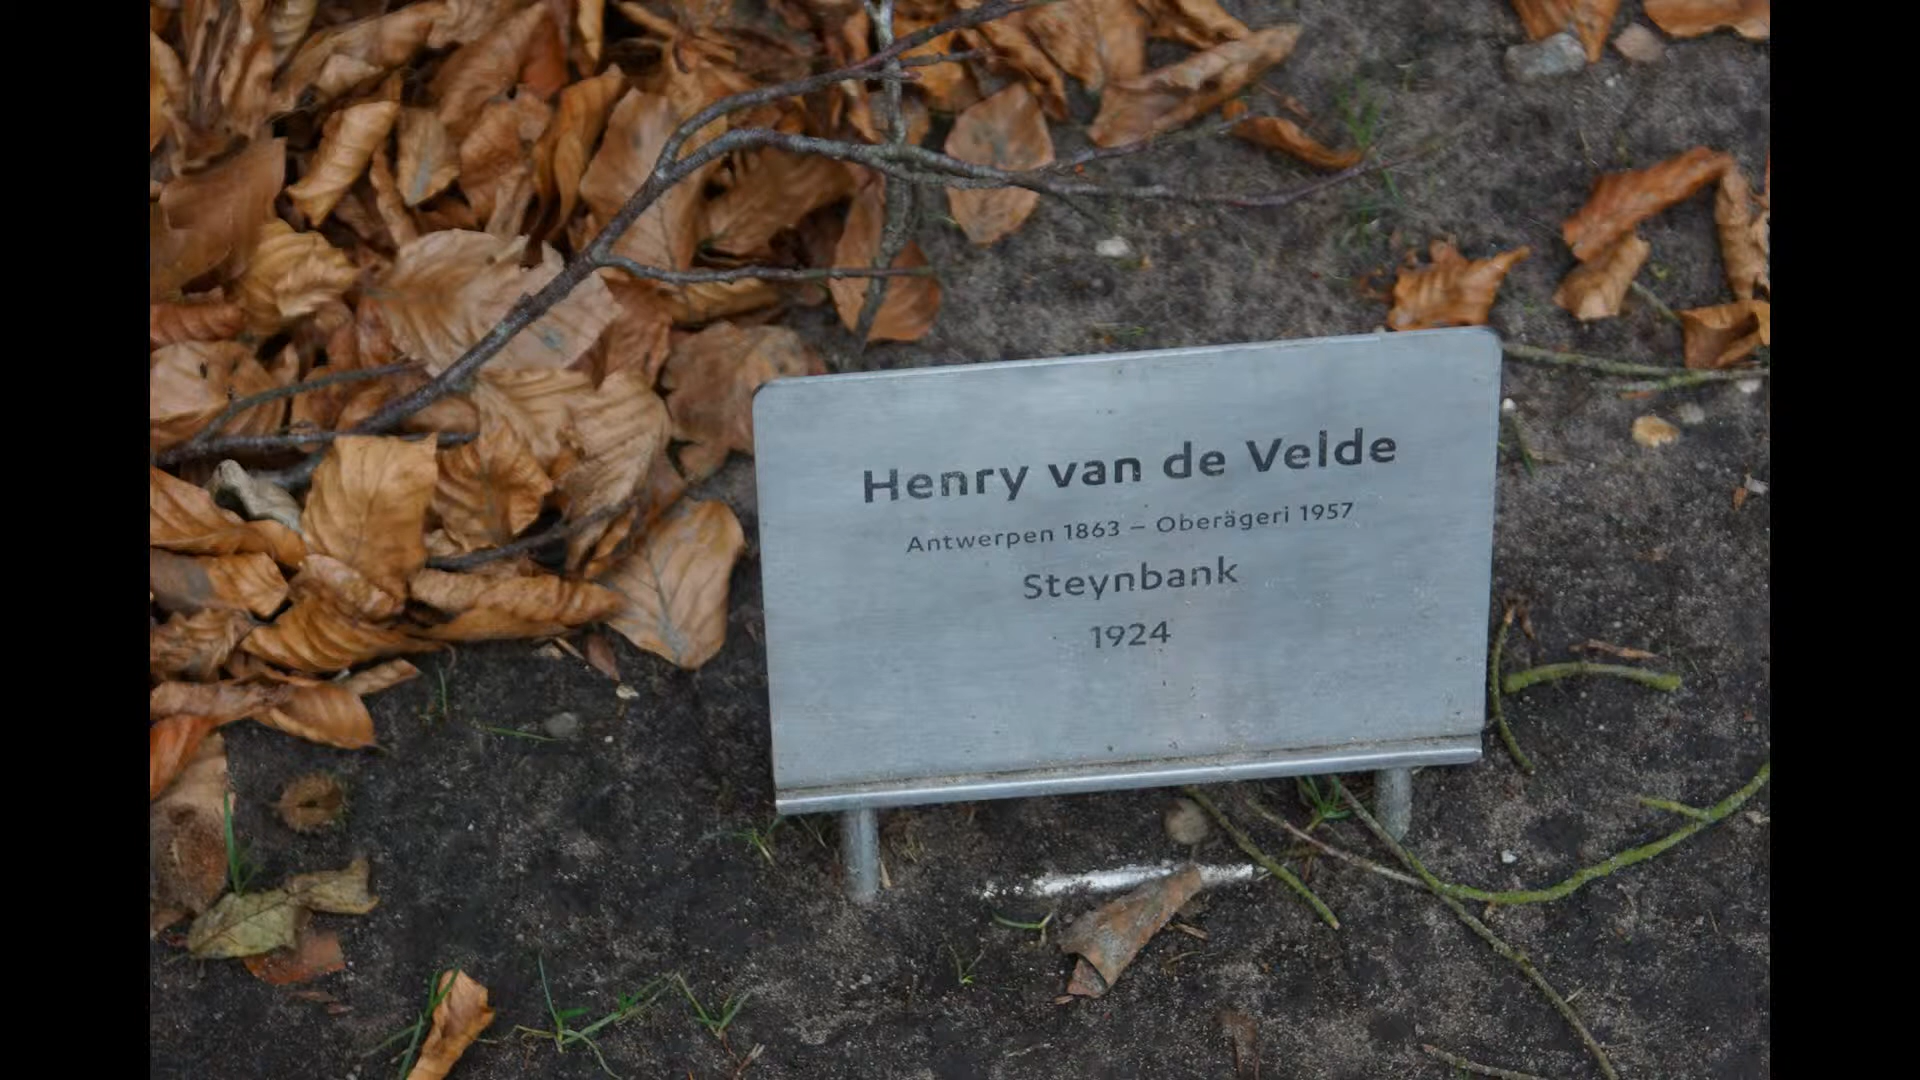 Henry van de Velde
Antwerpen 1863 – Oberägeri 1957
Steynbank
1924